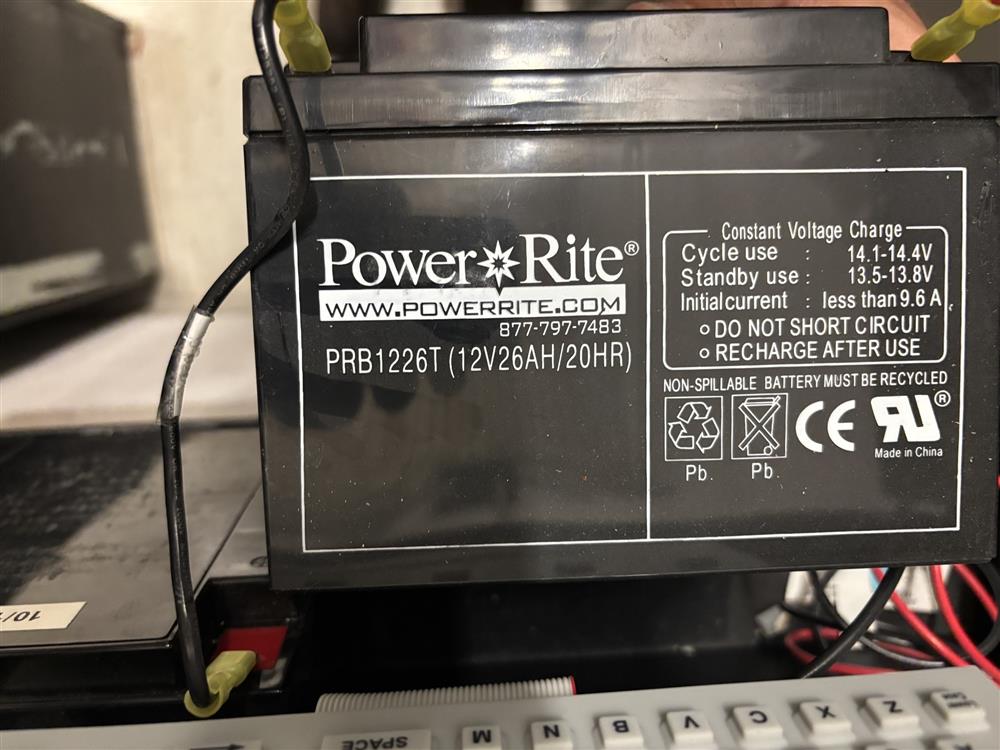 Power Rite®
WWW.POWERRITE.COM
877-797-7483
PRB1226T (12V26AH/20HR)
Constant Voltage Charge
Cycle use : 14.1-14.4V
Standby use : 13.5-13.8V
Initial current : less than 9.6 A
DO NOT SHORT CIRCUIT
RECHARGE AFTER USE
NON-SPILLABLE BATTERY MUST BE RECYCLED
Pb. Pb.
CE RU®
Made in China
10/
SPACE M N B V C X Z